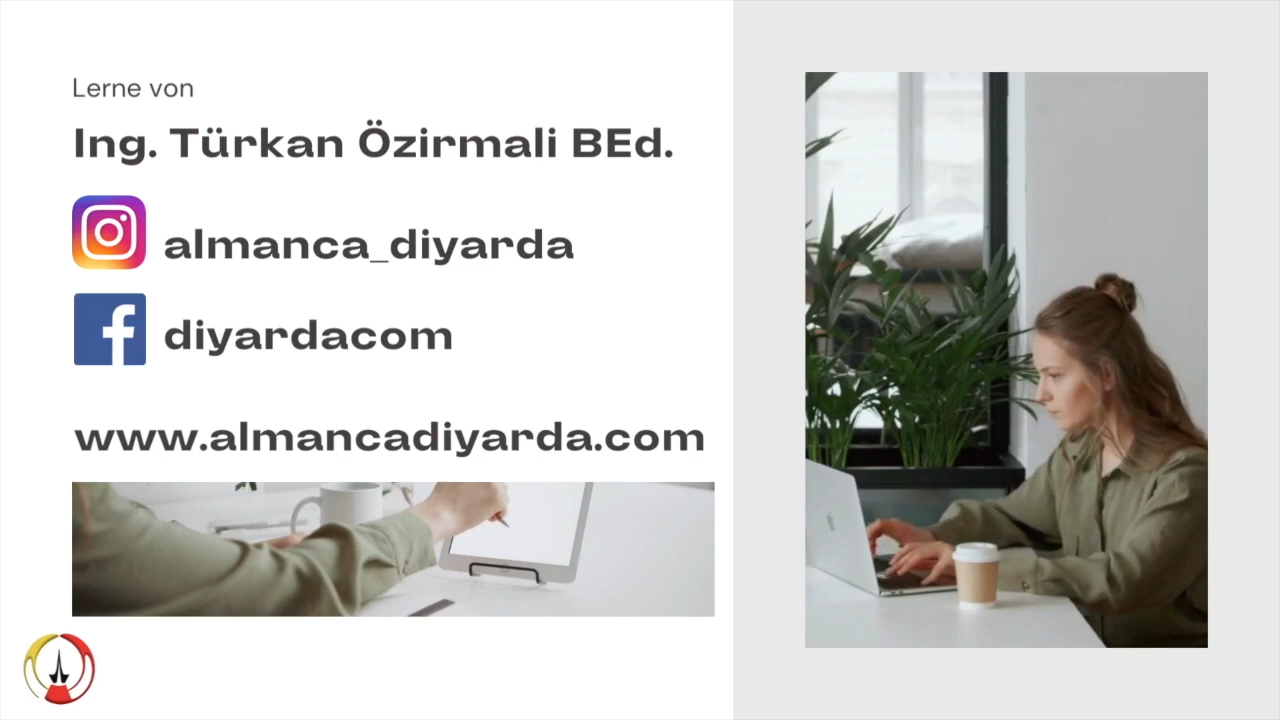 Lerne von
Ing. Türkan Özirmali BEd.
almanca_diyarda
diyardacom
www.almancadiyarda.com